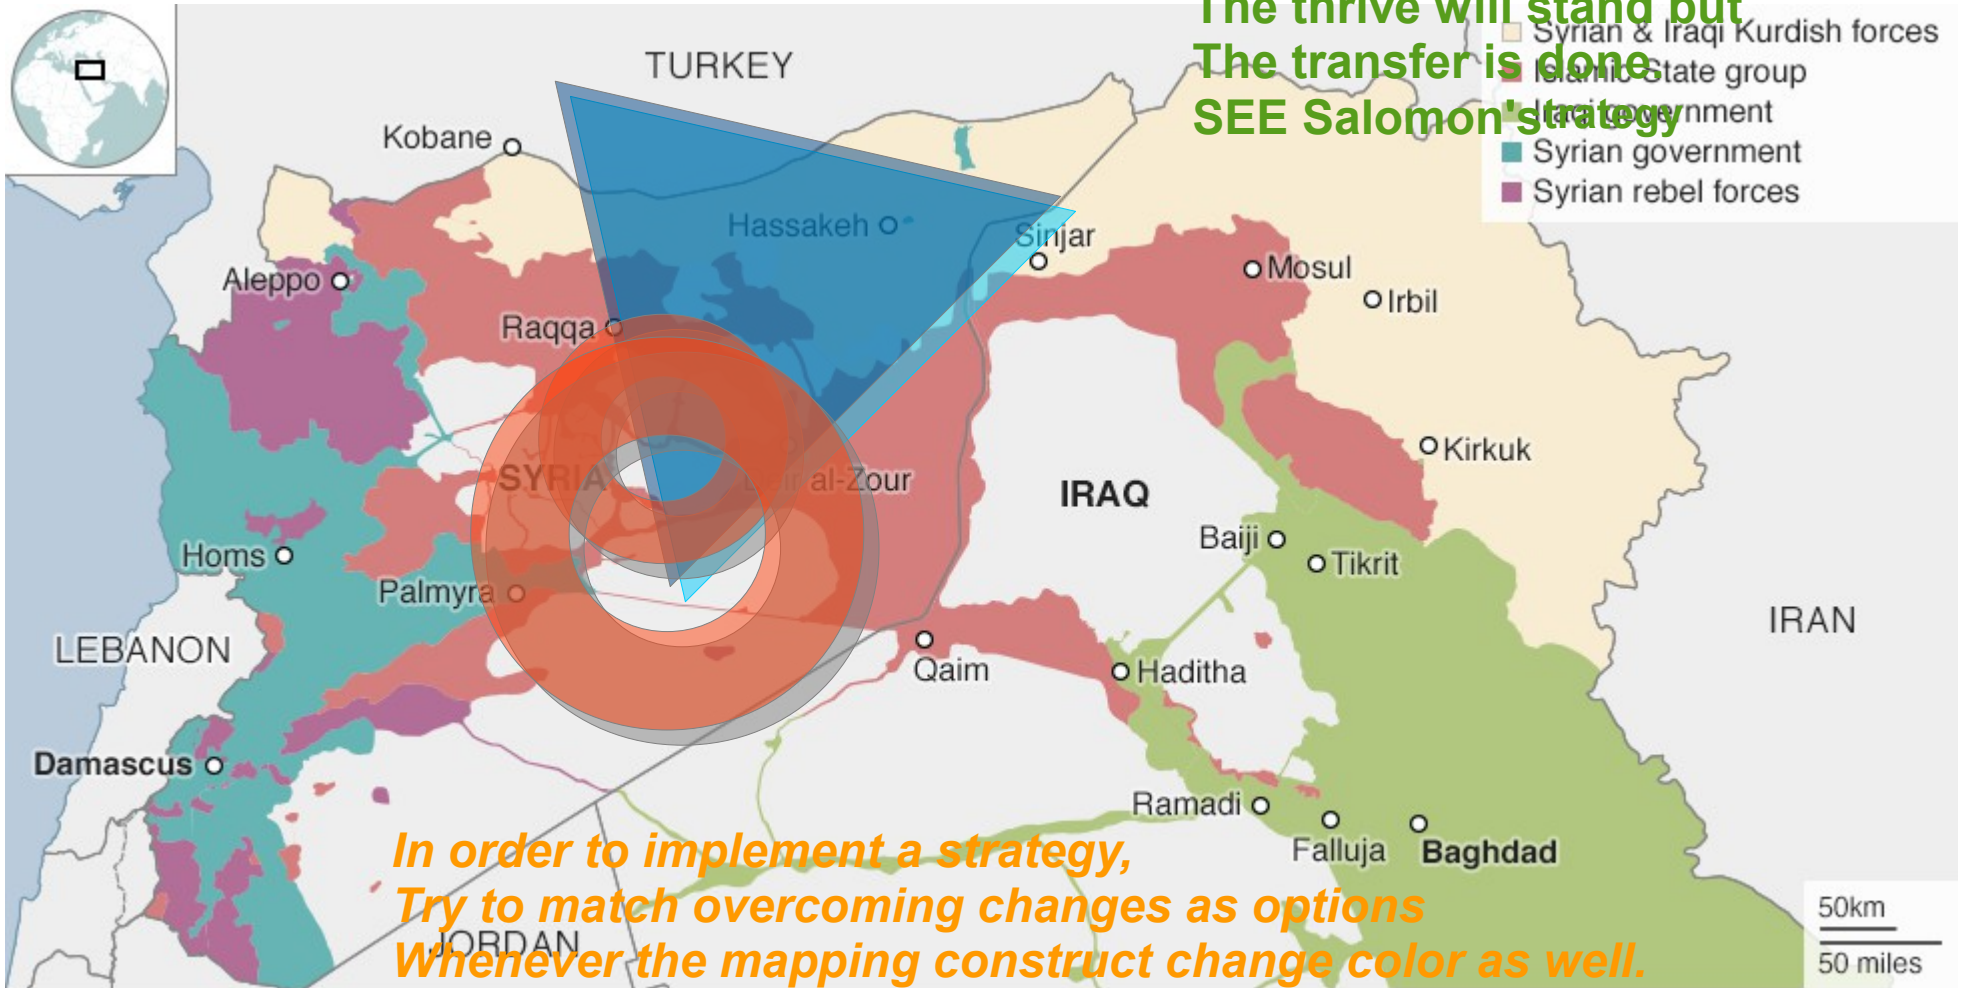 The thrive will stand but
The transfer is done.
SEE Salomon's strategy
Syrian & Iraqi Kurdish forces
Islamic State group
Iraqi government
Syrian government
Syrian rebel forces
TURKEY
Kobane
Hassakeh
Sinjar
Mosul
Aleppo
Irbil
Raqqa
Kirkuk
SYRIA
Deir al-Zour
IRAQ
Baiji
Homs
Tikrit
Palmyra
IRAN
LEBANON
Qaim
Haditha
Damascus
Ramadi
Falluja
Baghdad
In order to implement a strategy,
Try to match overcoming changes as options
JORDAN
Whenever the mapping construct change color as well.
50km
50 miles